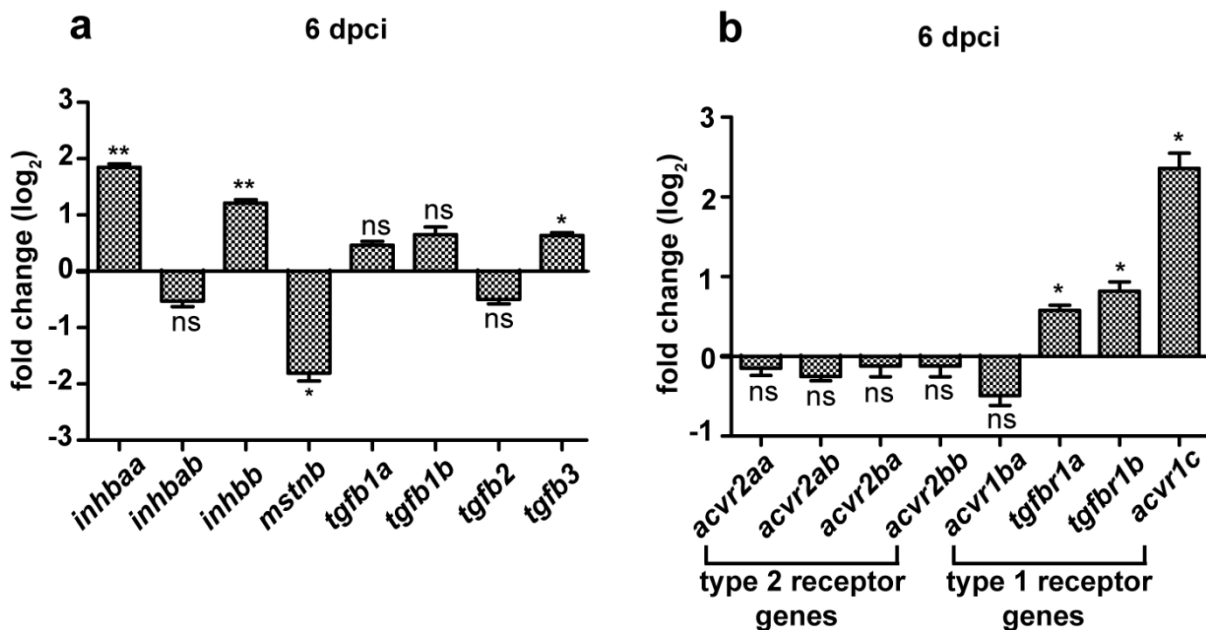 a
6 dpci
fold change (log2)
3
2
1
0
-1
-2
-3
**
ns
**
*
ns
ns
ns
*
inhbaa
inhbab
inhbb
mstnb
tgfb1a
tgfb1b
tgfb2
tgfb3
b
6 dpci
fold change (log2)
3
2
1
0
-1
ns
ns
ns
ns
ns
*
*
*
acvr2aa
acvr2ab
acvr2ba
acvr2bb
acvr1ba
tgfbr1a
tgfbr1b
acvr1c
type 2 receptor
genes
type 1 receptor
genes